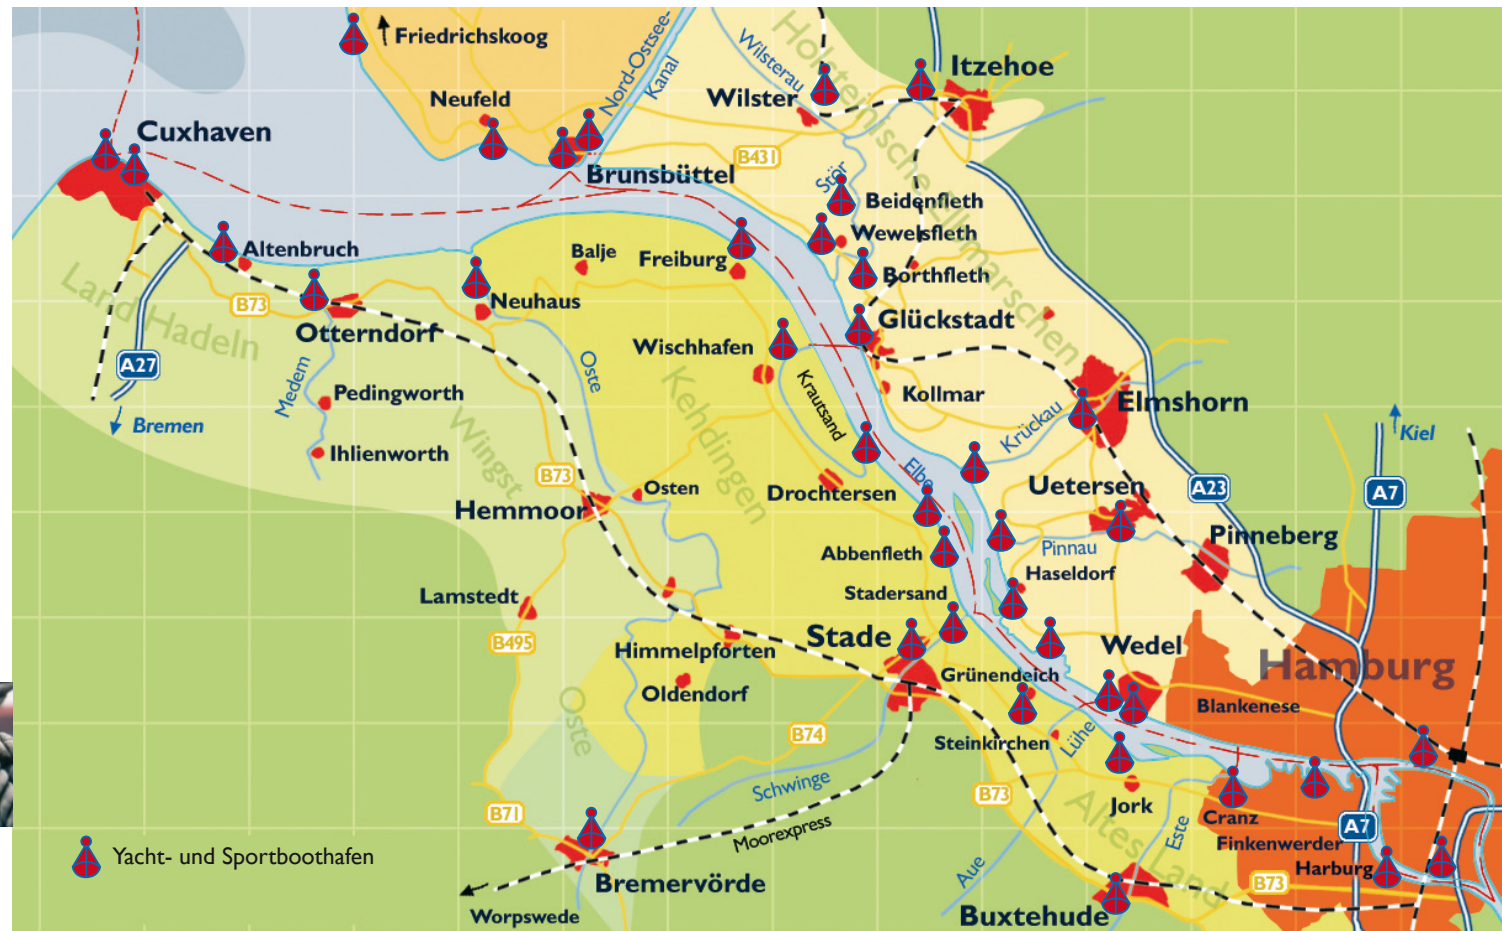 Friedrichskoog
Nord-Ostsee-
Kanal
Wilsterau
Holsteinische Elbmarschen
Itzehoe
Neufeld
Wilster
Cuxhaven
B431
Brunsbüttel
Stör
Beidenfleth
Wewelsfleth
Altenbruch
Balje
Freiburg
Borthfleth
Land Hadeln
B73
Neuhaus
Otterndorf
Glückstadt
Wischhafen
A27
Medem
Oste
Krautsand
Kehdingen
Pedingworth
Kollmar
Elmshorn
Bremen
Wingst
Krückau
Kiel
Ihlienworth
B73
Elbe
Osten
Drochtersen
Uetersen
A23
A7
Hemmoor
Pinneberg
Abbenfleth
Pinnau
Haseldorf
Lamstedt
Stadersand
B495
Himmelpforten
Stade
Wedel
Hamburg
Oldendorf
Grünendeich
Blankenese
Oste
B74
Steinkirchen
Lühe
Schwinge
B73
Jork
Altes Land
Este
Cranz
B71
Moorexpress
A7
Finkenwerder
Yacht- und Sportboothafen
Aue
Harburg
Bremervörde
B73
Worpswede
Buxtehude